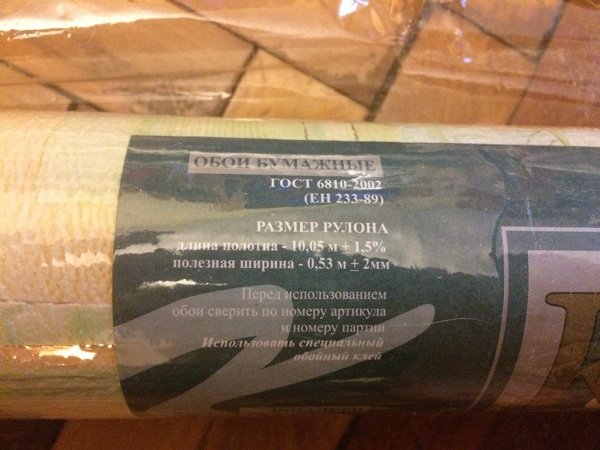 ОБОИ БУМАЖНЫЕ
ГОСТ 6810-2002
(ЕН 233-89)
РАЗМЕР РУЛОНА
длина полотна - 10,05 м ± 1,5%
полезная ширина - 0,53 м ± 2мм
Перед использованием
обои сверить по номеру артикула
и номеру партии
Использовать специальный
обойный клей